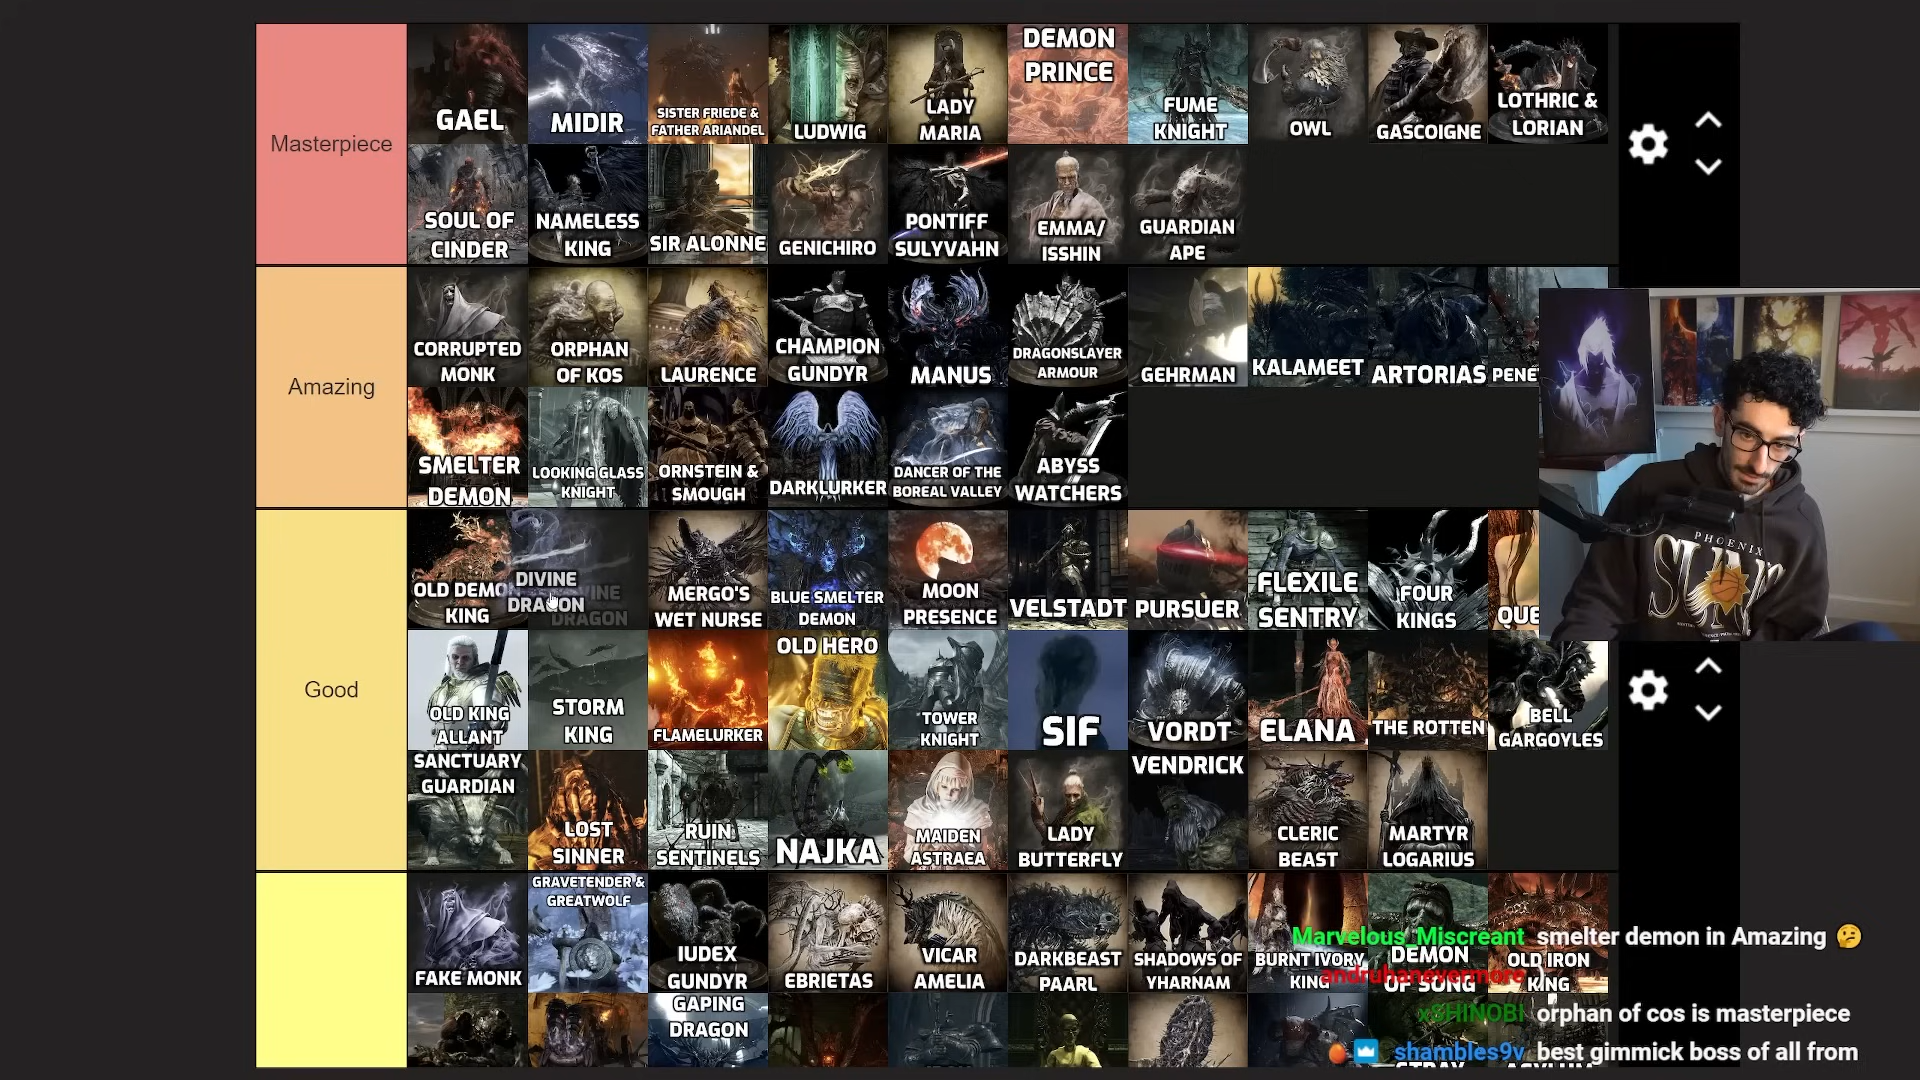 Masterpiece
GAEL
MIDIR
SISTER FRIEDE &
FATHER ARIANDEL
LUDWIG
LADY
MARIA
DEMON
PRINCE
FUME
KNIGHT
OWL
GASCOIGNE
LOTHRIC &
LORIAN
SOUL OF
CINDER
NAMELESS
KING
SIR ALONNE
GENICHIRO
PONTIFF
SULYVAHN
EMMA/
ISSHIN
GUARDIAN
APE
Amazing
CORRUPTED
MONK
ORPHAN
OF KOS
LAURENCE
CHAMPION
GUNDYR
MANUS
DRAGONSLAYER
ARMOUR
GEHRMAN
KALAMEET
ARTORIAS
PENE
SMELTER
DEMON
LOOKING GLASS
KNIGHT
ORNSTEIN &
SMOUGH
DARKLURKER
DANCER OF THE
BOREAL VALLEY
ABYSS
WATCHERS
Good
OLD DEMO
KING
DIVINE
DRAGON
MERGO'S
WET NURSE
BLUE SMELTER
DEMON
MOON
PRESENCE
VELSTADT
PURSUER
FLEXILE
SENTRY
FOUR
KINGS
QUE
OLD KING
ALLANT
STORM
KING
FLAMELURKER
OLD HERO
TOWER
KNIGHT
SIF
VORDT
ELANA
THE ROTTEN
BELL
GARGOYLES
SANCTUARY
GUARDIAN
LOST
SINNER
RUIN
SENTINELS
NAJKA
MAIDEN
ASTRAEA
LADY
BUTTERFLY
VENDRICK
CLERIC
BEAST
MARTYR
LOGARIUS
FAKE MONK
GRAVETENDER &
GREATWOLF
IUDEX
GUNDYR
EBRIETAS
VICAR
AMELIA
DARKBEAST
PAARL
SHADOWS OF
YHARNAM
BURNT IVORY
KING
DEMON
OF SONG
OLD IRON
KING
GAPING
DRAGON
PHOENIX
SUN
Marvelous_Miscreant smelter demon in Amazing 🤔
andruhanevermore
xSHINOBI orphan of cos is masterpiece
shambles9v best gimmick boss of all from